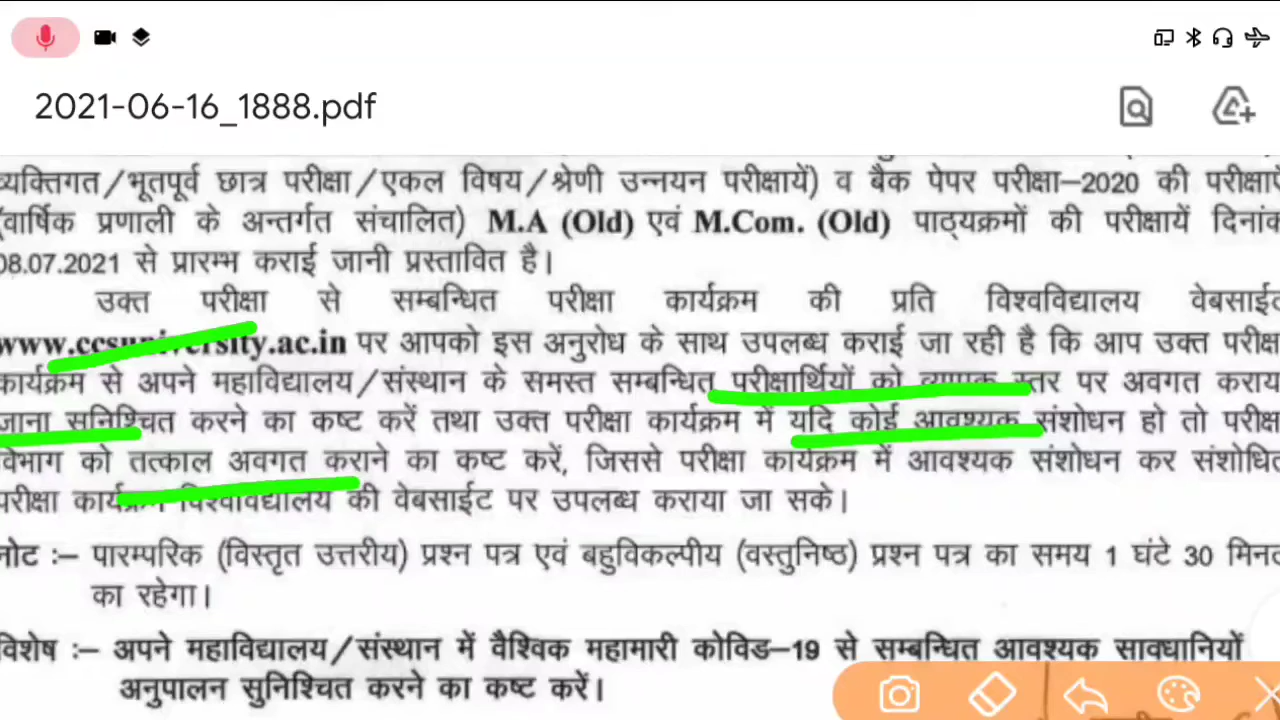 2021-06-16_1888.pdf
व्यक्तिगत/भूतपूर्व छात्र परीक्षा/एकल विषय/श्रेणी उन्नयन परीक्षायें) व बैक पेपर परीक्षा–2020 की
(वार्षिक प्रणाली के अन्तर्गत संचालित) M.A (Old) एवं M.Com. (Old) पाठ्यक्रमों की परीक्षायें
08.07.2021 से प्रारम्भ कराई जानी प्रस्तावित है।
उक्त परीक्षा से सम्बन्धित परीक्षा कार्यक्रम की प्रति विश्वविद्यालय
www.ccsuniversity.ac.in पर आपको इस अनुरोध के साथ उपलब्ध कराई जा रही है कि आप उक्त
कार्यक्रम से अपने महाविद्यालय/संस्थान के समस्त सम्बन्धित परीक्षार्थियों को व्यापक स्तर पर अवगत
जाना सुनिश्चित करने का कष्ट करें तथा उक्त परीक्षा कार्यक्रम में यदि कोई आवश्यक संशोधन हो तो
विभाग को तत्काल अवगत कराने का कष्ट करें, जिससे परीक्षा कार्यक्रम में आवश्यक संशोधन कर
परीक्षा कार्यक्रम विश्वविद्यालय की वेबसाईट पर उपलब्ध कराया जा सके।
नोट :– पारम्परिक (विस्तृत उत्तरीय) प्रश्न पत्र एवं बहुविकल्पीय (वस्तुनिष्ठ) प्रश्न पत्र का समय 1 घंटे 30
का रहेगा।
विशेष :– अपने महाविद्यालय/संस्थान में वैश्विक महामारी कोविड–19 से सम्बन्धित आवश्यक सावधानियों
अनुपालन सुनिश्चित करने का कष्ट करें।